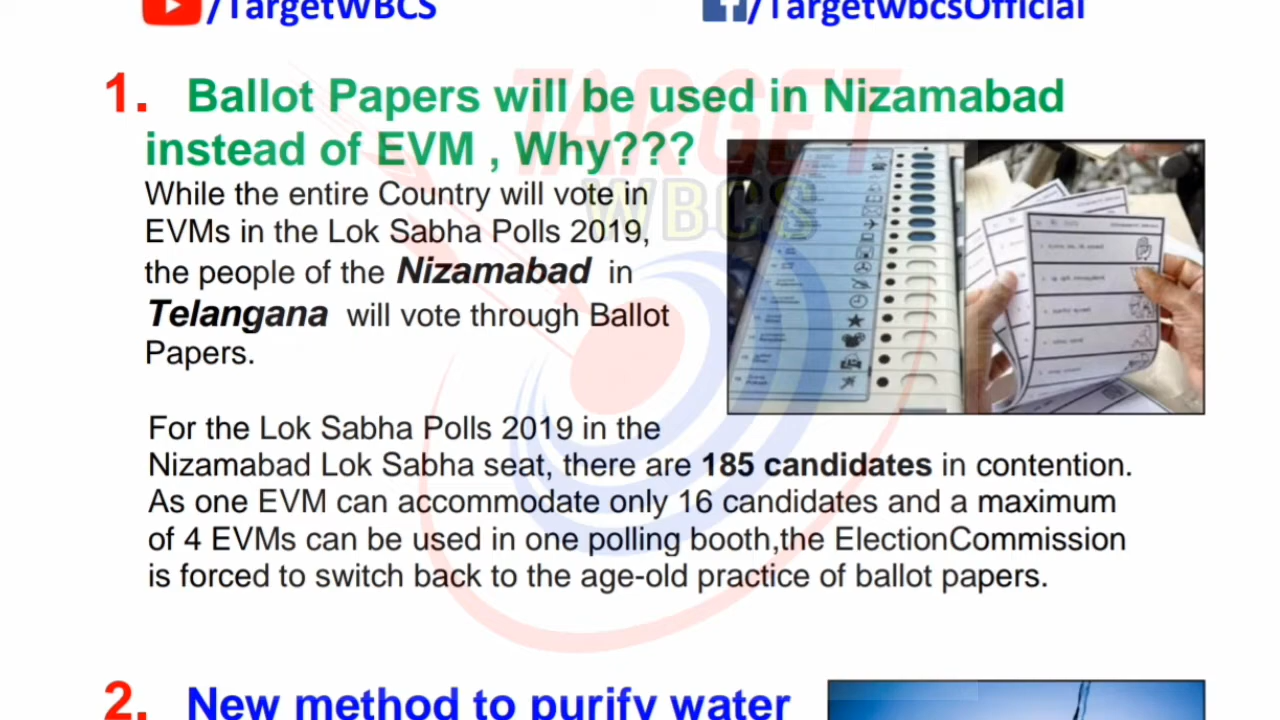 /TargetWBCS /TargetwbcsOfficial
1. Ballot Papers will be used in Nizamabad
instead of EVM , Why???
While the entire Country will vote in
EVMs in the Lok Sabha Polls 2019,
the people of the Nizamabad in
Telangana will vote through Ballot
Papers.
For the Lok Sabha Polls 2019 in the
Nizamabad Lok Sabha seat, there are 185 candidates in contention.
As one EVM can accommodate only 16 candidates and a maximum
of 4 EVMs can be used in one polling booth,the ElectionCommission
is forced to switch back to the age-old practice of ballot papers.
2. New method to purify water
TARGET
WBCS